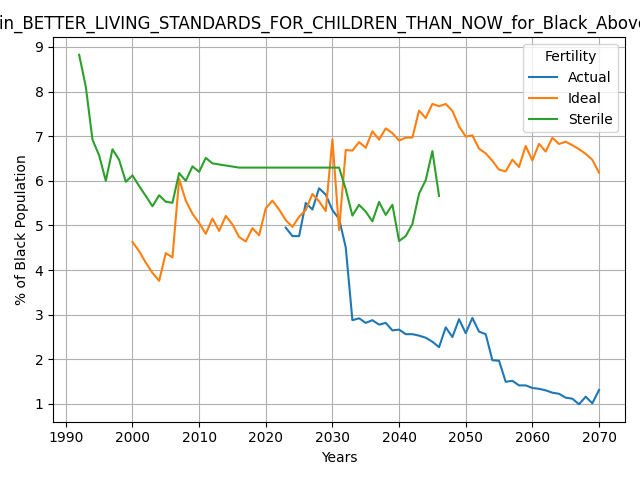 in_BETTER_LIVING_STANDARDS_FOR_CHILDREN_THAN_NOW_for_Black_Above
Fertility
Actual
Ideal
Sterile
% of Black Population
9
8
7
6
5
4
3
2
1
1990 2000 2010 2020 2030 2040 2050 2060 2070
Years